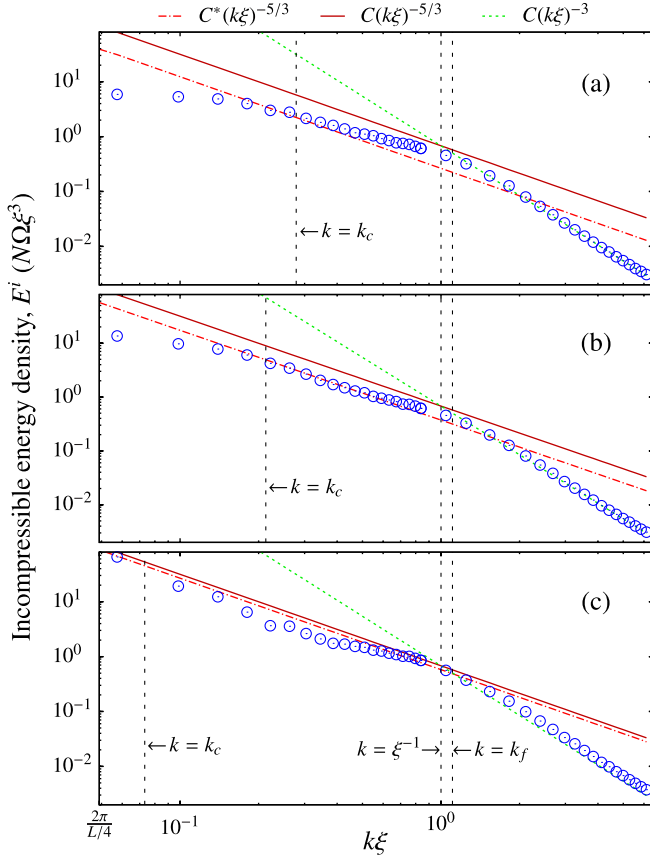 C*(kξ)^−5/3 C(kξ)^−5/3 C(kξ)^−3
Incompressible energy density, E^i (NΩξ^3)
10^1
10^0
10^−1
10^−2
(a)
←k = k_c
10^1
10^0
10^−1
10^−2
(b)
←k = k_c
10^1
10^0
10^−1
10^−2
(c)
←k = k_c
k = ξ^−1→
←k = k_f
2π/L/4
10^−1
10^0
kξ